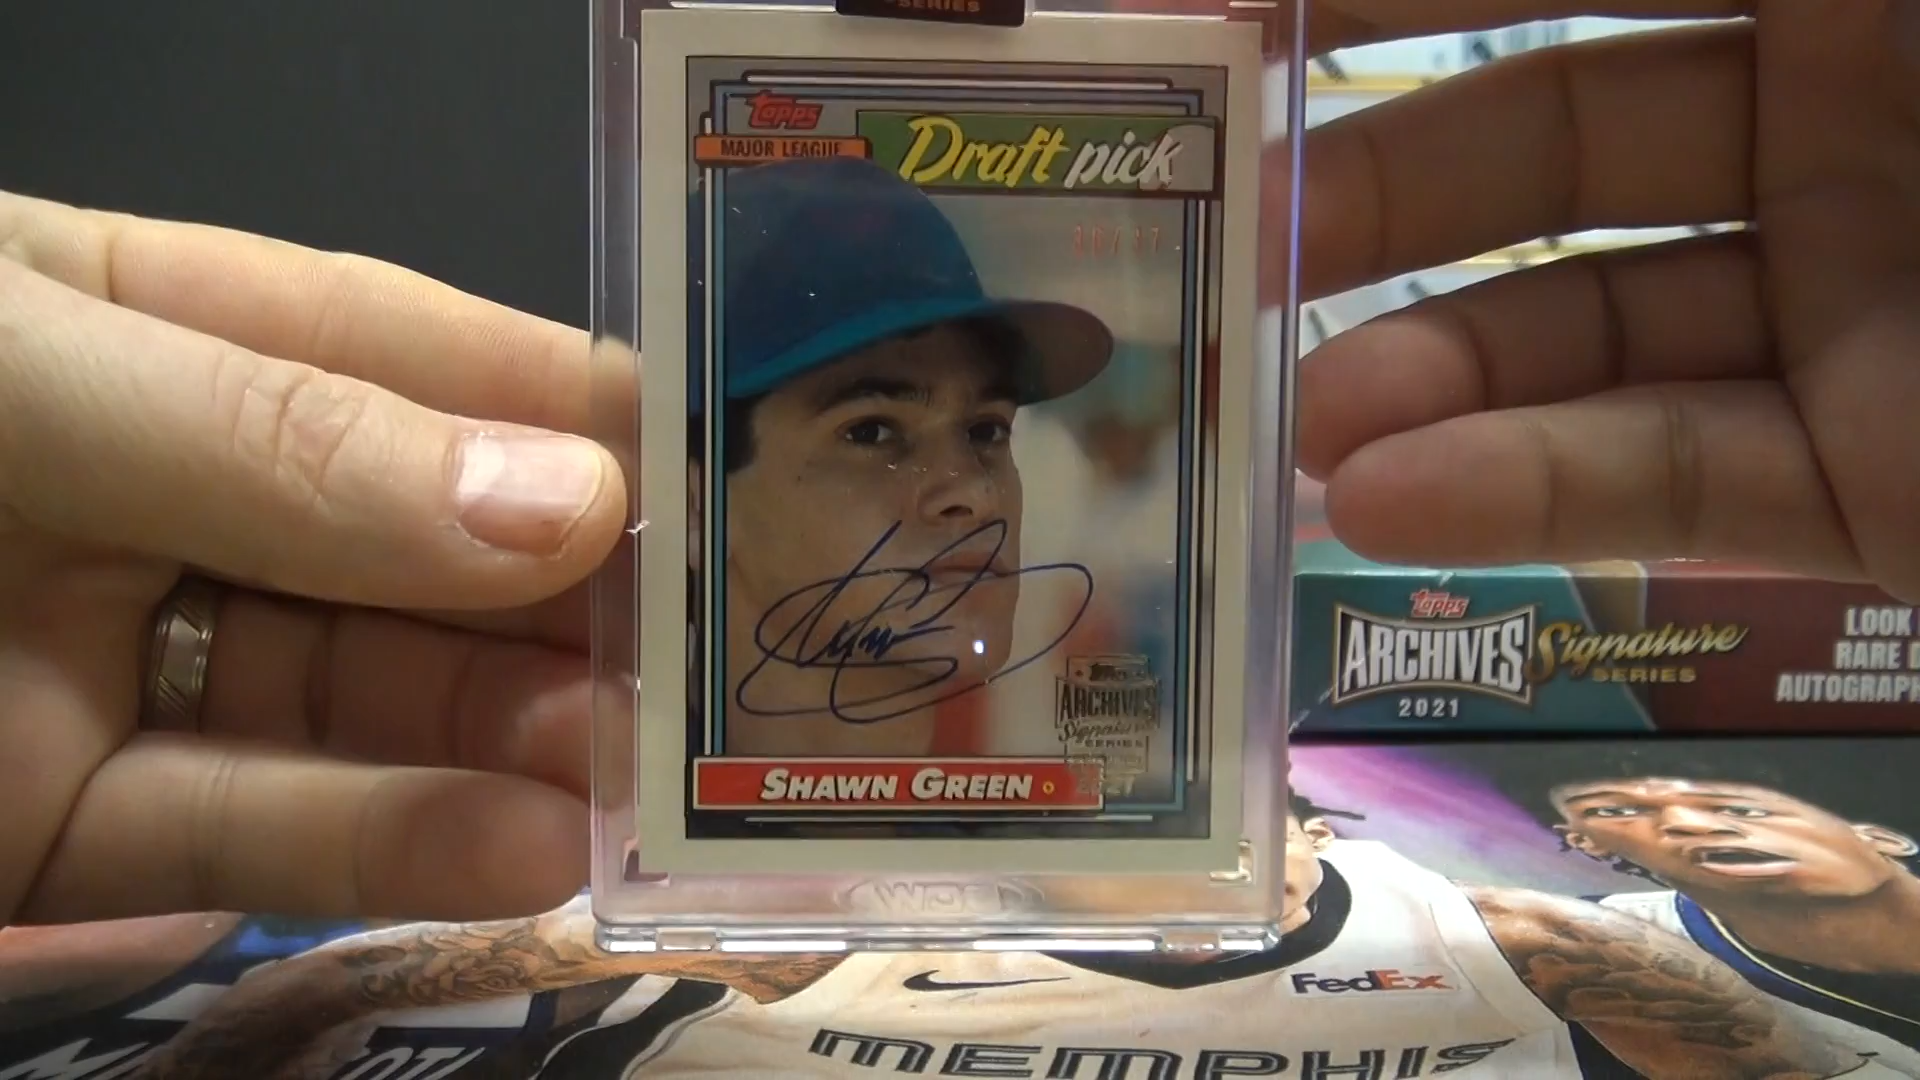 SERIES
Topps
MAJOR LEAGUE
Draft pick
ARCHIVES
Signature
SERIES
2021
SHAWN GREEN
Topps
ARCHIVES Signature
SERIES
2021
LOOK
RARE
AUTOGRAPH
FedEx
MEMPHIS